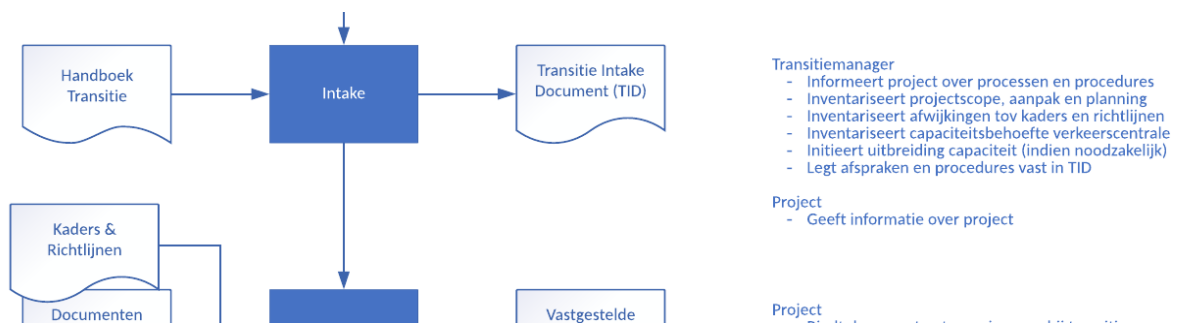 Handboek
Transitie
Intake
Transitie Intake
Document (TID)
Transitiemanager
- Informeert project over processen en procedures
- Inventariseert projectscope, aanpak en planning
- Inventariseert afwijkingen tov kaders en richtlijnen
- Inventariseert capaciteitsbehoefte verkeerscentrale
- Initieert uitbreiding capaciteit (indien noodzakelijk)
- Legt afspraken en procedures vast in TID
Project
- Geeft informatie over project
Kaders &
Richtlijnen
Documenten
Vastgestelde
Project